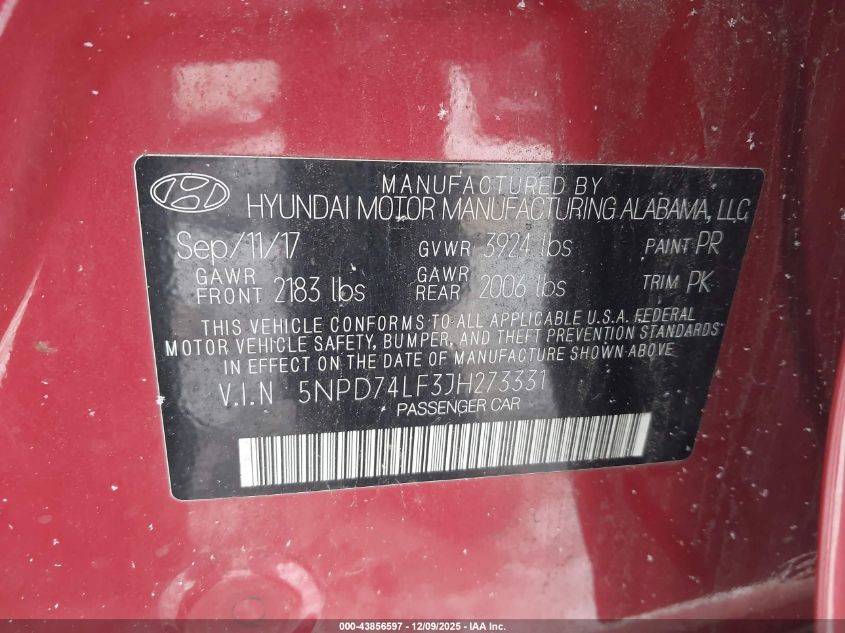 MANUFACTURED BY
HYUNDAI MOTOR MANUFACTURING ALABAMA, LLC
Sep/11/17 GVWR 3924 lbs PAINT PR
GAWR FRONT 2183 lbs GAWR REAR 2006 lbs TRIM PK
THIS VEHICLE CONFORMS TO ALL APPLICABLE U.S.A. FEDERAL
MOTOR VEHICLE SAFETY, BUMPER, AND THEFT PREVENTION STANDARDS
IN EFFECT ON THE DATE OF MANUFACTURE SHOWN ABOVE
V.I.N 5NPD74LF3JH273331
PASSENGER CAR
000-43856597 - 12/09/2025 - IAA Inc.